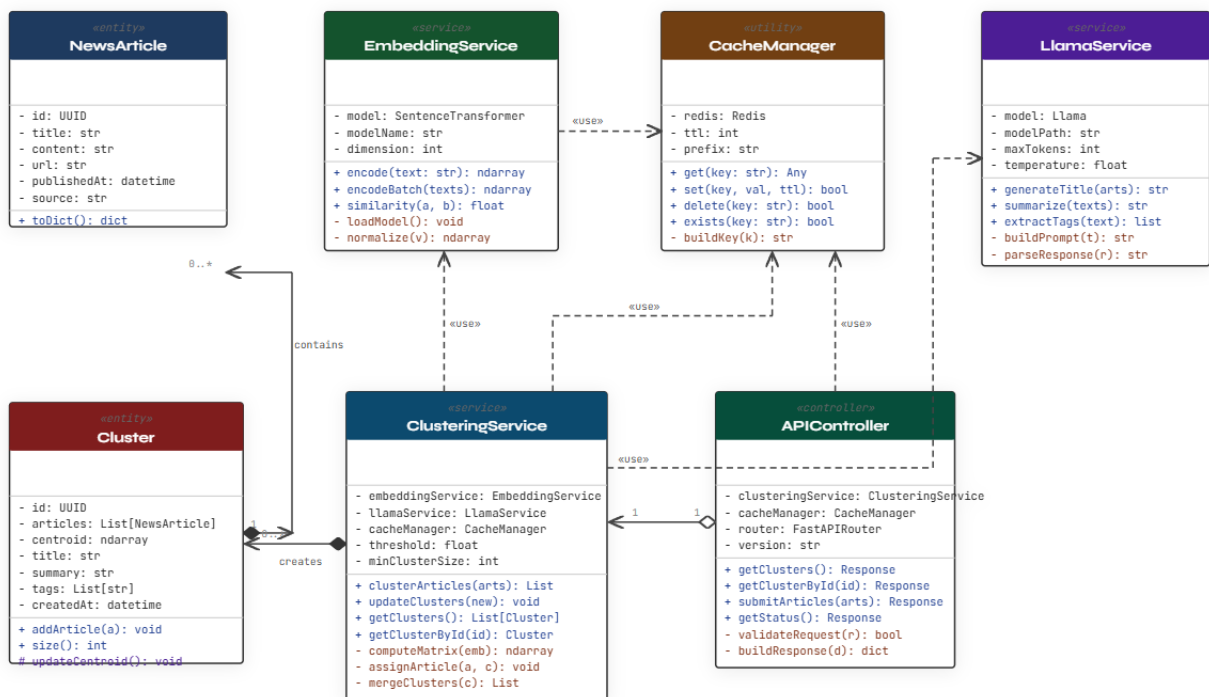 «entity»
NewsArticle
- id: UUID
- title: str
- content: str
- url: str
- publishedAt: datetime
- source: str
+ toDict(): dict
«service»
EmbeddingService
- model: SentenceTransformer
- modelName: str
- dimension: int
+ encode(text: str): ndarray
+ encodeBatch(texts): ndarray
+ similarity(a, b): float
- loadModel(): void
- normalize(v): ndarray
«use»
«utility»
CacheManager
- redis: Redis
- ttl: int
- prefix: str
+ get(key: str): Any
+ set(key, val, ttl): bool
+ delete(key: str): bool
+ exists(key: str): bool
- buildKey(k): str
«service»
LlamaService
- model: Llama
- modelPath: str
- maxTokens: int
- temperature: float
+ generateTitle(arts): str
+ summarize(texts): str
+ extractTags(text): list
- buildPrompt(t): str
- parseResponse(r): str
0..*
contains
«use»
«use»
«use»
«entity»
Cluster
- id: UUID
- articles: List[NewsArticle]
- centroid: ndarray
- title: str
- summary: str
- tags: List[str]
- createdAt: datetime
+ addArticle(a): void
+ size(): int
# updateCentroid(): void
1
creates
«service»
ClusteringService
- embeddingService: EmbeddingService
- llamaService: LlamaService
- cacheManager: CacheManager
- threshold: float
- minClusterSize: int
+ clusterArticles(arts): List
+ updateClusters(new): void
+ getClusters(): List[Cluster]
+ getClusterById(id): Cluster
- computeMatrix(emb): ndarray
- assignArticle(a, c): void
- mergeClusters(c): List
«use»
1
1
«controller»
APIController
- clusteringService: ClusteringService
- cacheManager: CacheManager
- router: FastAPIRouter
- version: str
+ getClusters(): Response
+ getClusterById(id): Response
+ submitArticles(arts): Response
+ getStatus(): Response
- validateRequest(r): bool
- buildResponse(d): dict